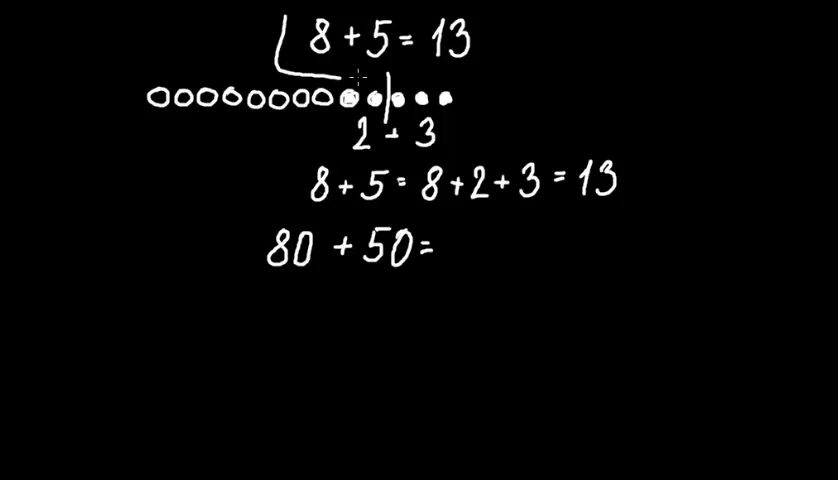 8 + 5 = 13
2 + 3
8 + 5 = 8 + 2 + 3 = 13
80 + 50 =